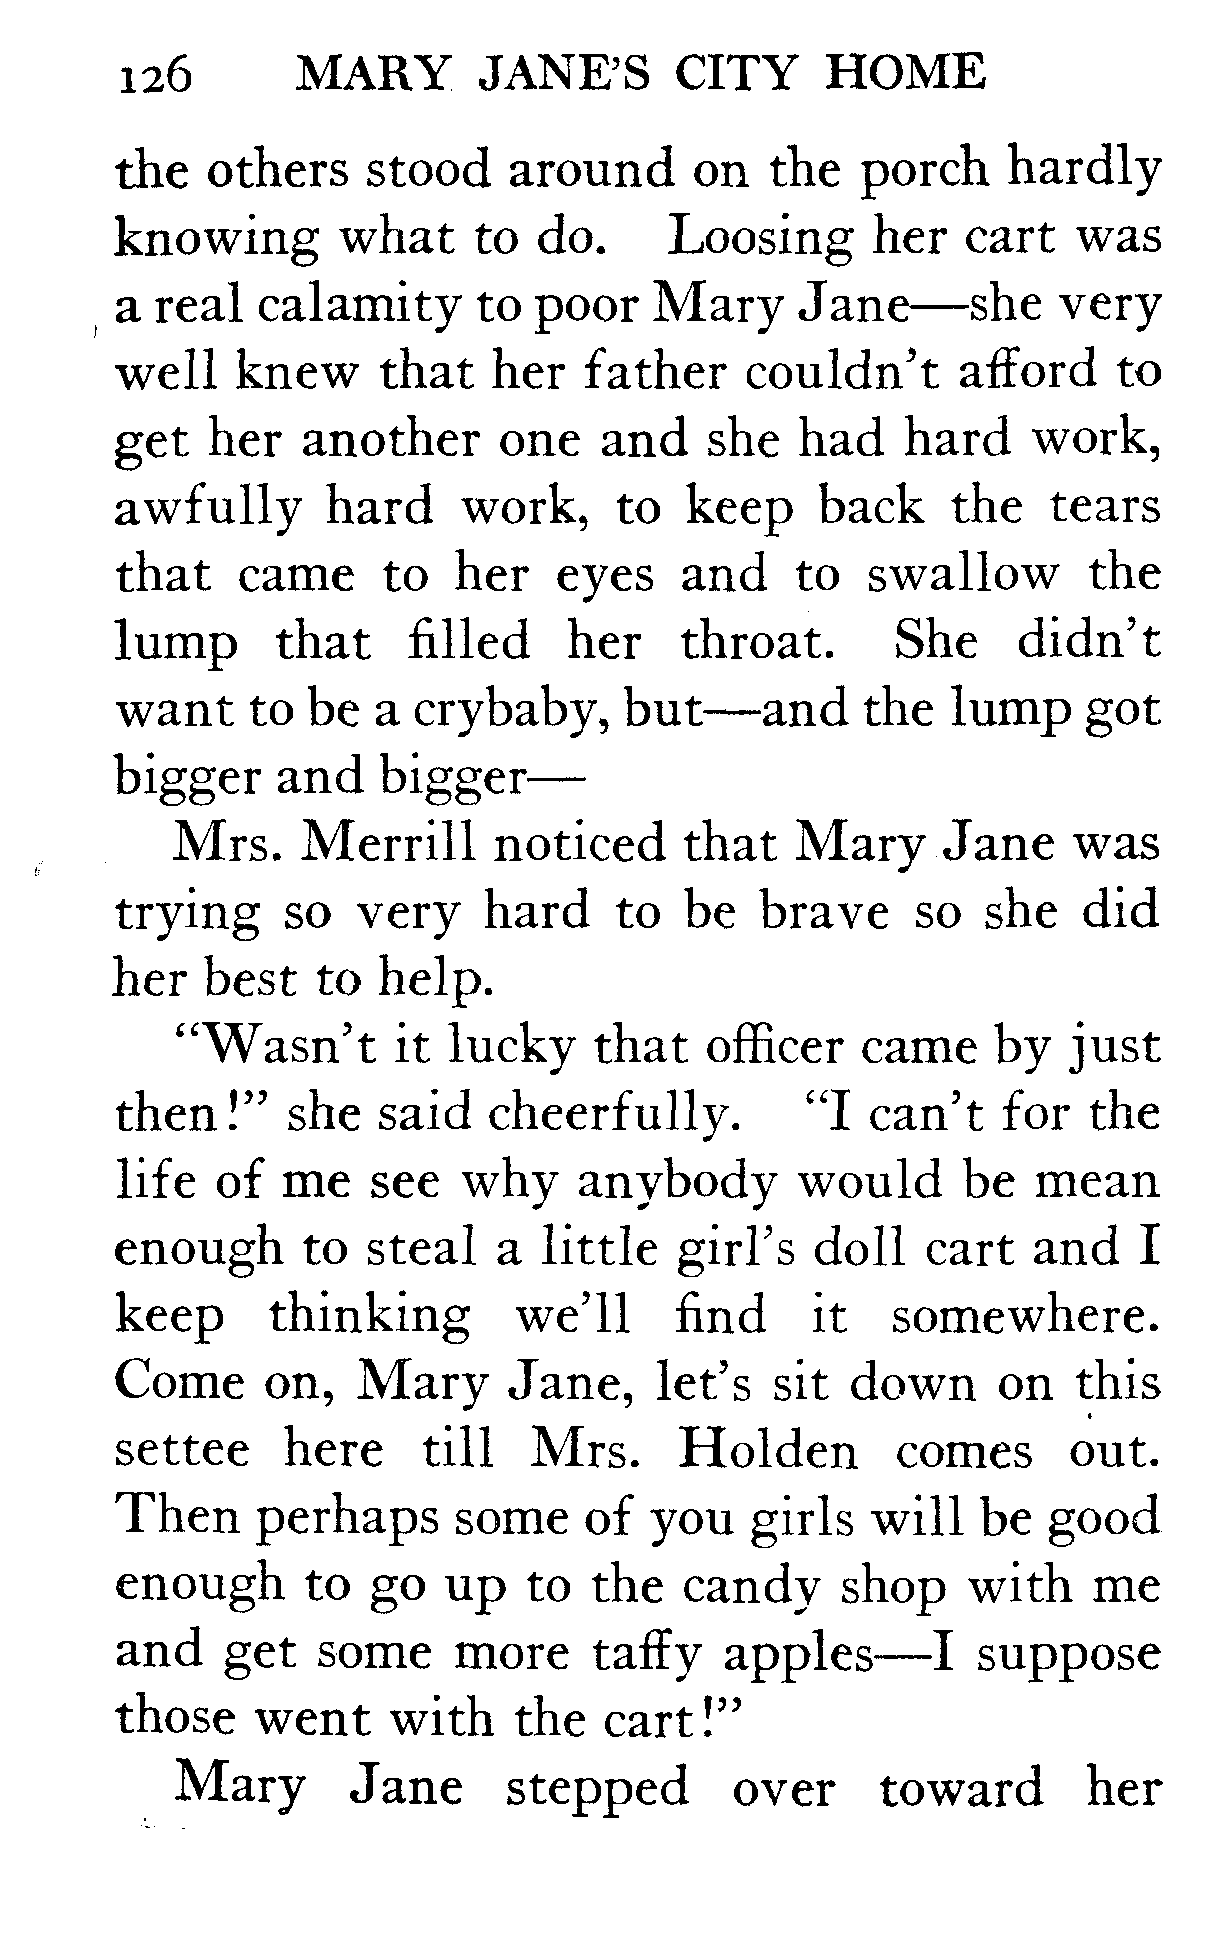 126 MARY JANE'S CITY HOME
the others stood around on the porch hardly
knowing what to do. Loosing her cart was
a real calamity to poor Mary Jane—she very
well knew that her father couldn't afford to
get her another one and she had hard work,
awfully hard work, to keep back the tears
that came to her eyes and to swallow the
lump that filled her throat. She didn't
want to be a crybaby, but—and the lump got
bigger and bigger—
Mrs. Merrill noticed that Mary Jane was
trying so very hard to be brave so she did
her best to help.
"Wasn't it lucky that officer came by just
then!" she said cheerfully. "I can't for the
life of me see why anybody would be mean
enough to steal a little girl's doll cart and I
keep thinking we'll find it somewhere.
Come on, Mary Jane, let's sit down on this
settee here till Mrs. Holden comes out.
Then perhaps some of you girls will be good
enough to go up to the candy shop with me
and get some more taffy apples—I suppose
those went with the cart!"
Mary Jane stepped over toward her